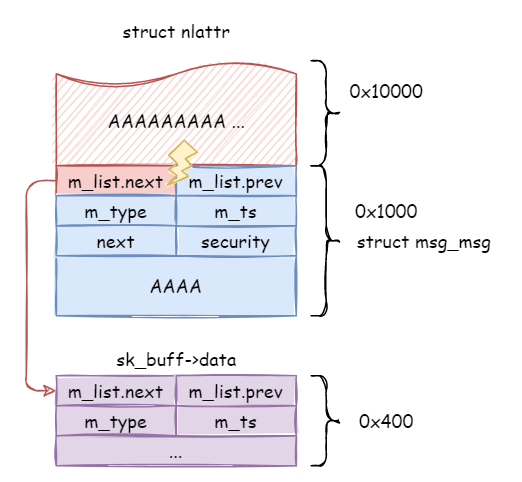 struct nlattr
0x10000
AAAAAAAAA ...
m_list.next m_list.prev
m_type m_ts
0x1000
next security
struct msg_msg
AAAA
sk_buff->data
m_list.next m_list.prev
m_type m_ts
0x400
...